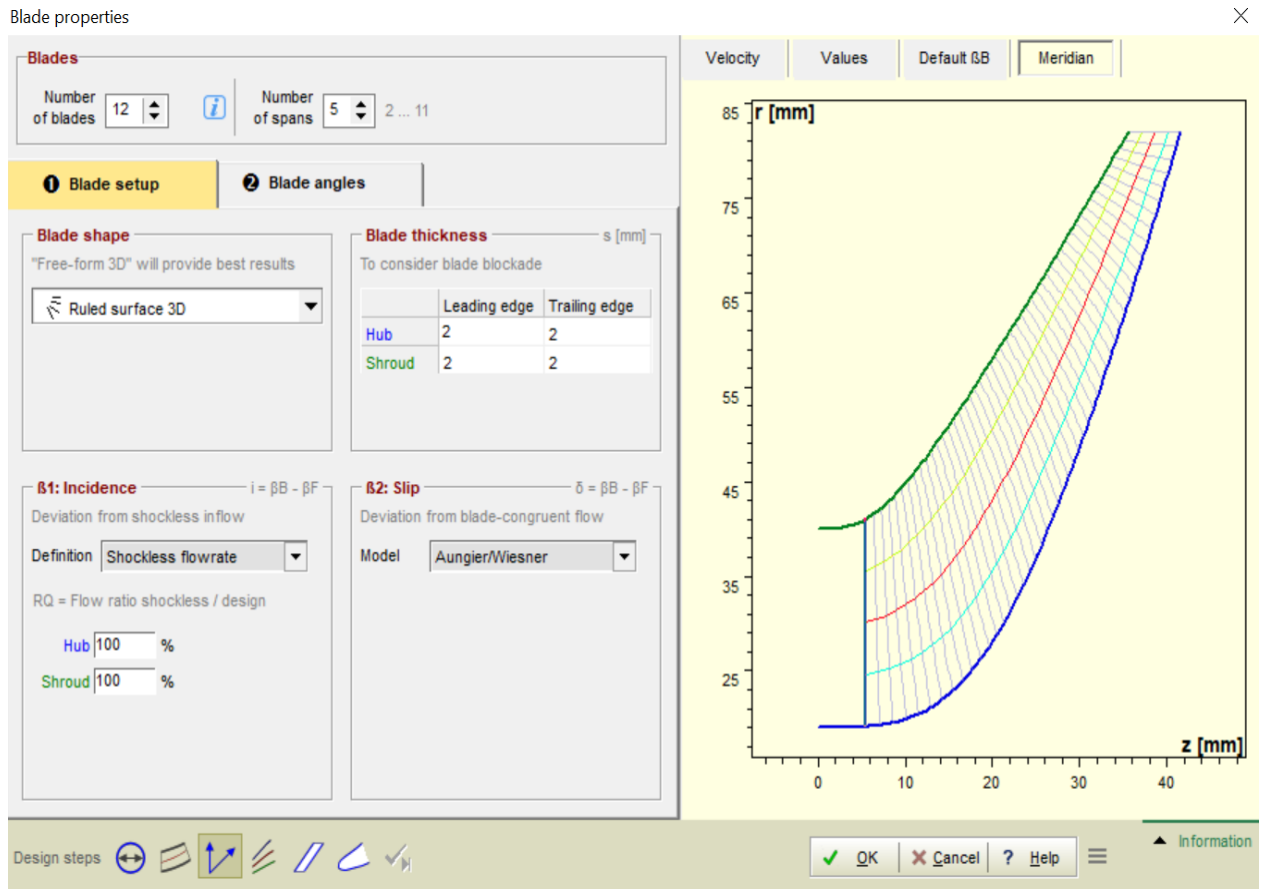 Blade properties
Blades
Number of blades 12
Number of spans 5 2 ... 11
1 Blade setup
2 Blade angles
Blade shape
"Free-form 3D" will provide best results
Ruled surface 3D
Blade thickness s [mm]
To consider blade blockade
Leading edge Trailing edge
Hub 2 2
Shroud 2 2
ß1: Incidence i = βB - βF
Deviation from shockless inflow
Definition Shockless flowrate
RQ = Flow ratio shockless / design
Hub 100 %
Shroud 100 %
ß2: Slip δ = βB - βF
Deviation from blade-congruent flow
Model Aungier/Wiesner
Velocity Values Default ßB Meridian
r [mm]
85
75
65
55
45
35
25
z [mm]
0 10 20 30 40
Design steps
OK Cancel ? Help
Information